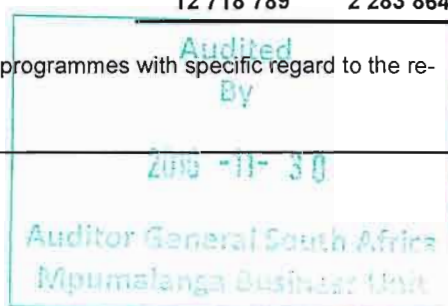 12 718 789 2 283 864
Audited
programmes with specific regard to the re-
By
2016 -11- 30
Auditor General South Africa
Mpumalanga Business Unit